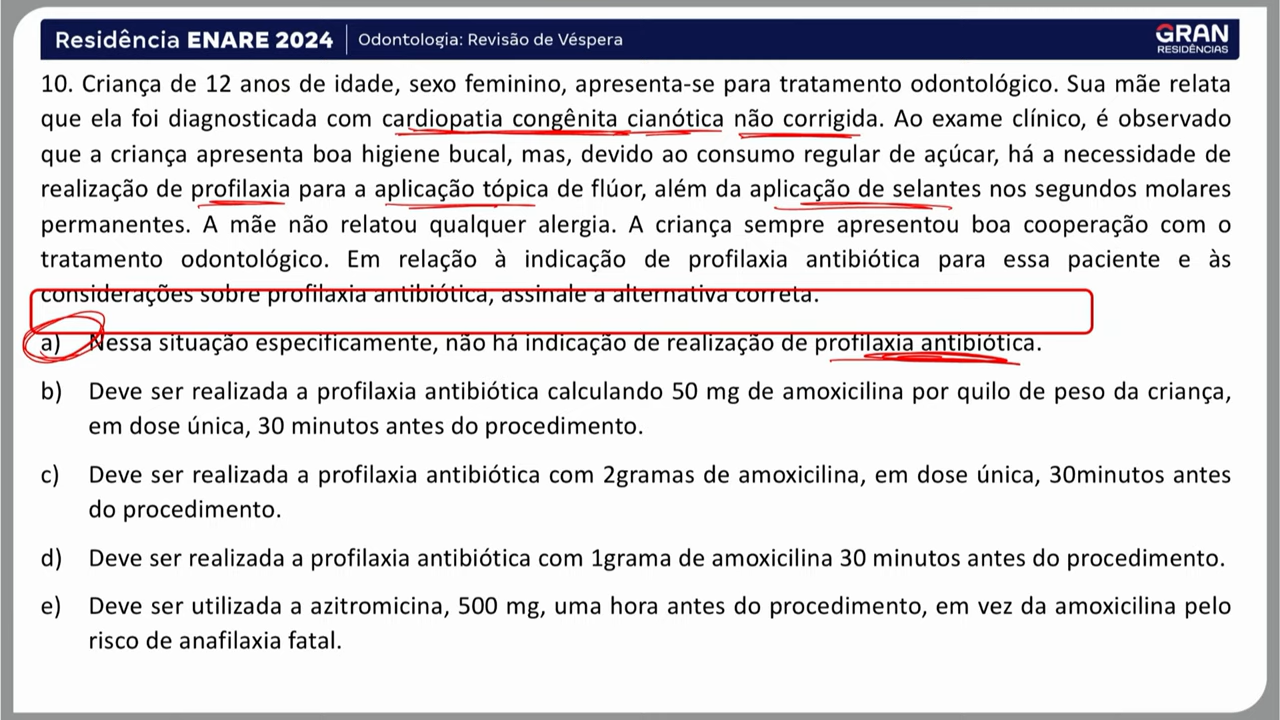 Residência ENARE 2024 | Odontologia: Revisão de Véspera
GRAN
RESIDÊNCIAS
10. Criança de 12 anos de idade, sexo feminino, apresenta-se para tratamento odontológico. Sua mãe relata
que ela foi diagnosticada com cardiopatia congênita cianótica não corrigida. Ao exame clínico, é observado
que a criança apresenta boa higiene bucal, mas, devido ao consumo regular de açúcar, há a necessidade de
realização de profilaxia para a aplicação tópica de flúor, além da aplicação de selantes nos segundos molares
permanentes. A mãe não relatou qualquer alergia. A criança sempre apresentou boa cooperação com o
tratamento odontológico. Em relação à indicação de profilaxia antibiótica para essa paciente e às
considerações sobre profilaxia antibiótica, assinale a alternativa correta.
a) Nessa situação especificamente, não há indicação de realização de profilaxia antibiótica.
b) Deve ser realizada a profilaxia antibiótica calculando 50 mg de amoxicilina por quilo de peso da criança,
em dose única, 30 minutos antes do procedimento.
c) Deve ser realizada a profilaxia antibiótica com 2gramas de amoxicilina, em dose única, 30minutos antes
do procedimento.
d) Deve ser realizada a profilaxia antibiótica com 1grama de amoxicilina 30 minutos antes do procedimento.
e) Deve ser utilizada a azitromicina, 500 mg, uma hora antes do procedimento, em vez da amoxicilina pelo
risco de anafilaxia fatal.